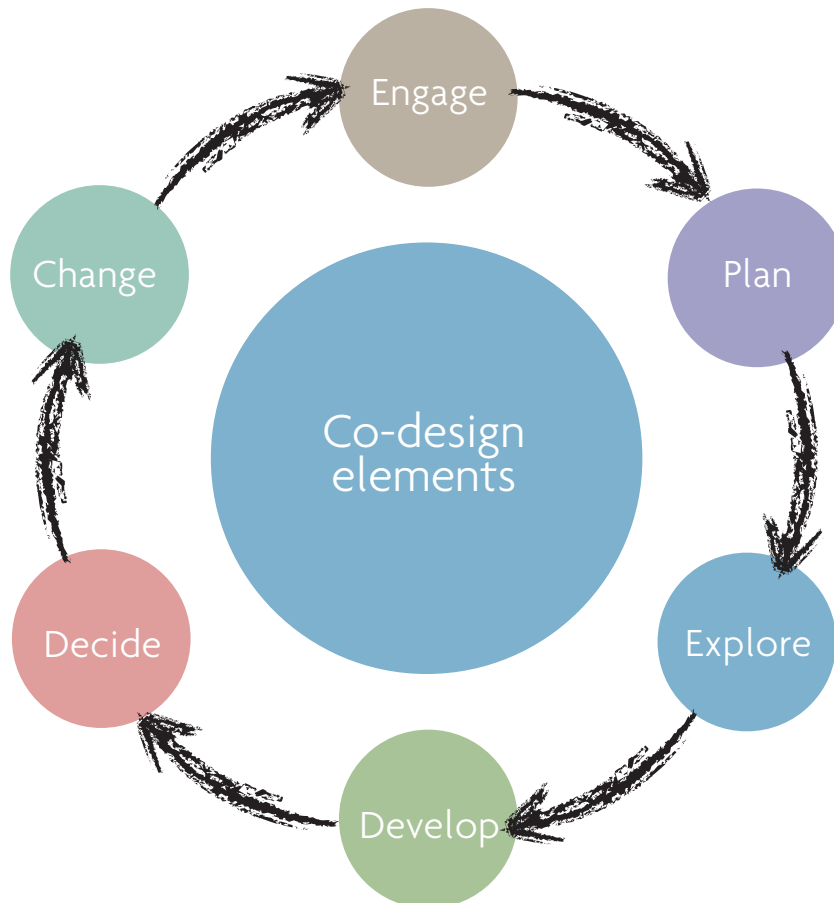 Engage
Plan
Explore
Develop
Decide
Change
Co-design
elements